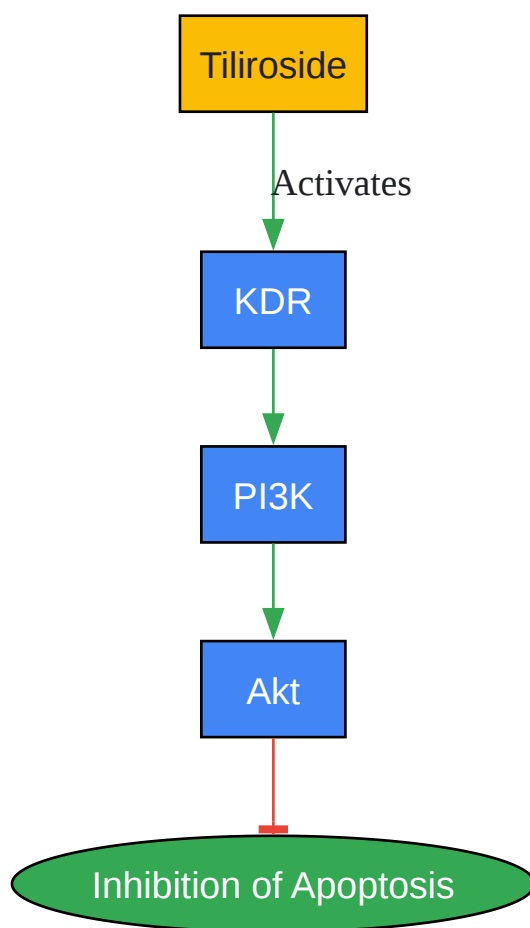 Tiliroside
Activates
KDR
PI3K
Akt
Inhibition of Apoptosis